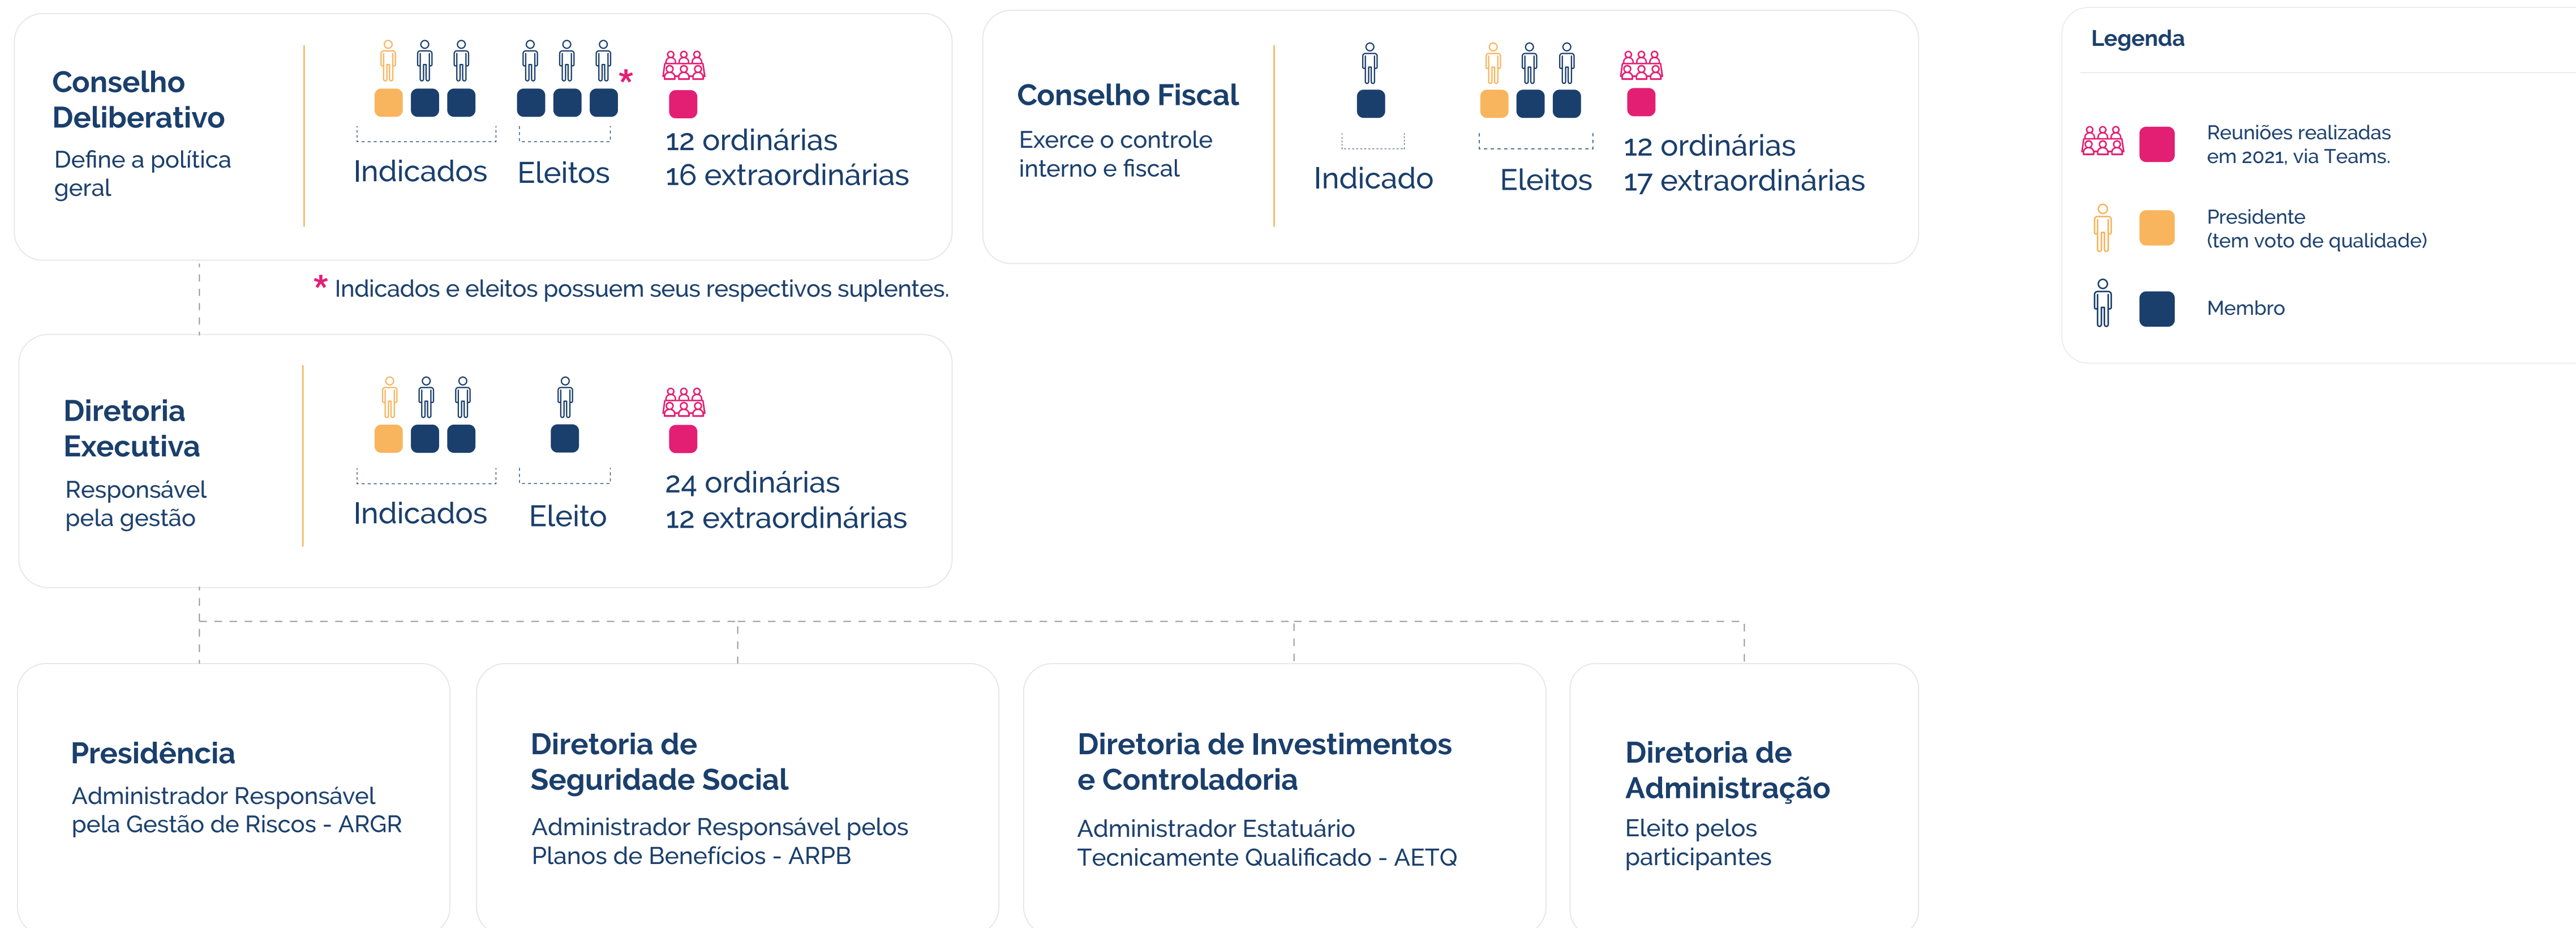 Conselho
Deliberativo
Define a política
geral
Indicados
Eleitos
*
12 ordinárias
16 extraordinárias
* Indicados e eleitos possuem seus respectivos suplentes.
Conselho Fiscal
Exerce o controle
interno e fiscal
Indicado
Eleitos
12 ordinárias
17 extraordinárias
Legenda
Reuniões realizadas
em 2021, via Teams.
Presidente
(tem voto de qualidade)
Membro
Diretoria
Executiva
Responsável
pela gestão
Indicados
Eleito
24 ordinárias
12 extraordinárias
Presidência
Administrador Responsável
pela Gestão de Riscos - ARGR
Diretoria de
Seguridade Social
Administrador Responsável pelos
Planos de Benefícios - ARPB
Diretoria de Investimentos
e Controladoria
Administrador Estatuário
Tecnicamente Qualificado - AETQ
Diretoria de
Administração
Eleito pelos
participantes